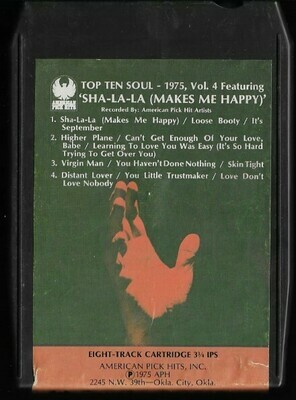 AMERICAN
PICK HITS
TOP TEN SOUL - 1975, Vol. 4 Featuring
'SHA-LA-LA (MAKES ME HAPPY)'
Recorded By: American Pick Hit Artists
1. Sha-La-La (Makes Me Happy) / Loose Booty / It's
September
2. Higher Plane / Can't Get Enough Of Your Love,
Babe / Learning To Love You Was Easy (It's So Hard
Trying To Get Over You)
3. Virgin Man / You Haven't Done Nothing / Skin Tight
4. Distant Lover / You Little Trustmaker / Love Don't
Love Nobody
EIGHT-TRACK CARTRIDGE 3¾ IPS
AMERICAN PICK HITS, INC.
(P) 1975 APH
2245 N.W. 39th—Okla. City, Okla.